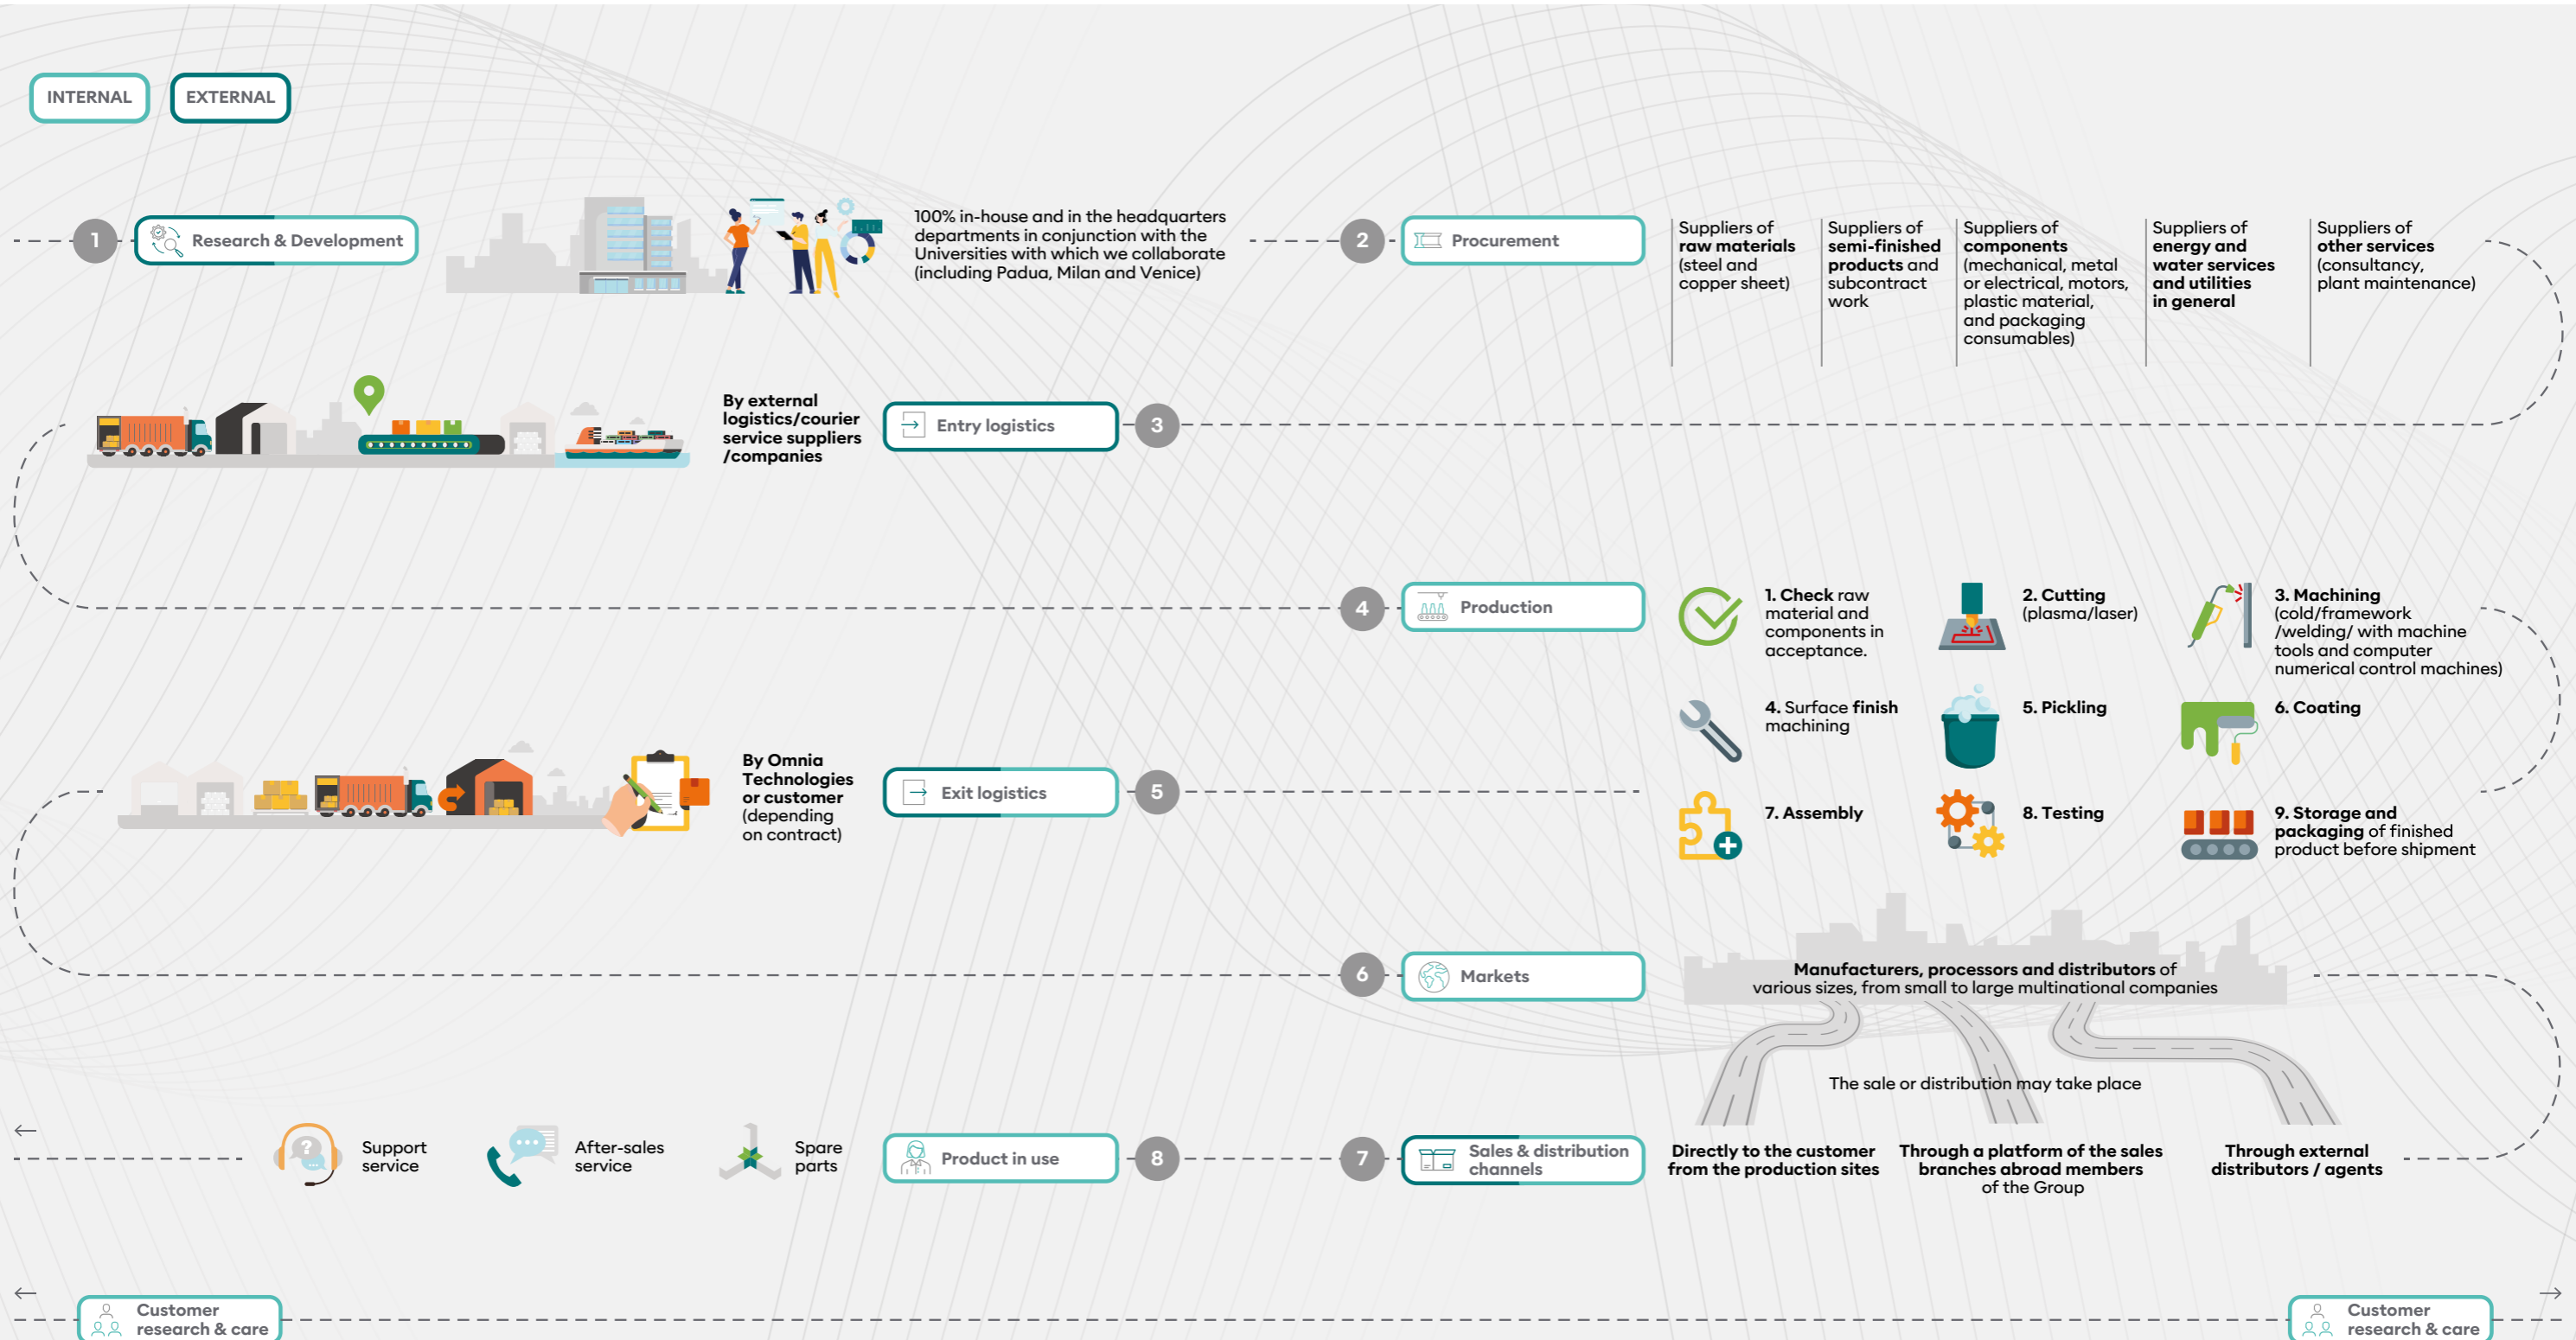 INTERNAL
EXTERNAL
1
Research & Development
100% in-house and in the headquarters
departments in conjunction with the
Universities with which we collaborate
(including Padua, Milan and Venice)
2
Procurement
Suppliers of
raw materials
(steel and
copper sheet)
Suppliers of
semi-finished
products and
subcontract
work
Suppliers of
components
(mechanical, metal
or electrical, motors,
plastic material,
and packaging
consumables)
Suppliers of
energy and
water services
and utilities
in general
Suppliers of
other services
(consultancy,
plant maintenance)
By external
logistics/courier
service suppliers
/companies
Entry logistics
3
4
Production
1. Check raw
material and
components in
acceptance.
2. Cutting
(plasma/laser)
3. Machining
(cold/framework
/welding/ with machine
tools and computer
numerical control machines)
4. Surface finish
machining
5. Pickling
6. Coating
7. Assembly
8. Testing
9. Storage and
packaging of finished
product before shipment
By Omnia
Technologies
or customer
(depending
on contract)
Exit logistics
5
6
Markets
Manufacturers, processors and distributors of
various sizes, from small to large multinational companies
The sale or distribution may take place
Support
service
After-sales
service
Spare
parts
Product in use
8
7
Sales & distribution
channels
Directly to the customer
from the production sites
Through a platform of the sales
branches abroad members
of the Group
Through external
distributors / agents
Customer
research & care
Customer
research & care